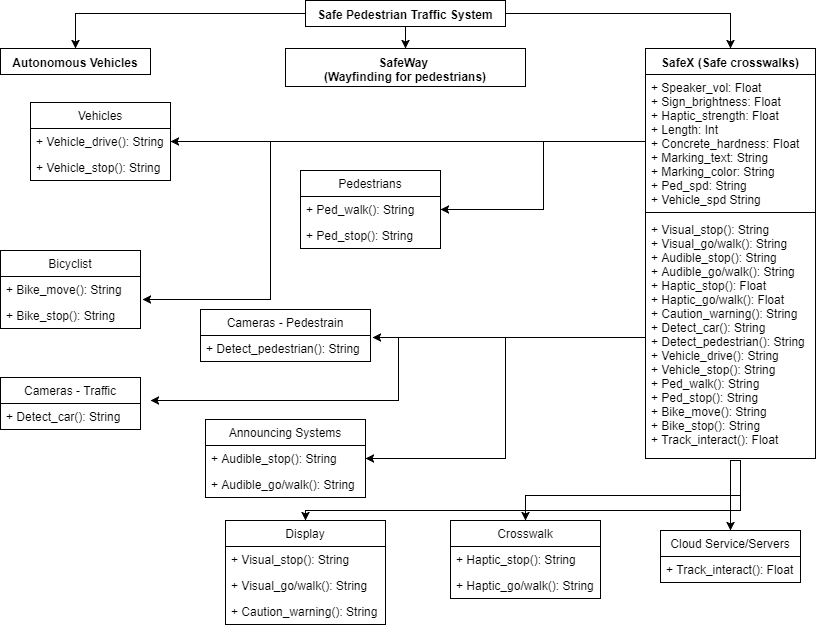 Safe Pedestrian Traffic System
Autonomous Vehicles
SafeWay
(Wayfinding for pedestrians)
SafeX (Safe crosswalks)
+ Speaker_vol: Float
+ Sign_brightness: Float
+ Haptic_strength: Float
+ Length: Int
+ Concrete_hardness: Float
+ Marking_text: String
+ Marking_color: String
+ Ped_spd: String
+ Vehicle_spd String
+ Visual_stop(): String
+ Visual_go/walk(): String
+ Audible_stop(): String
+ Audible_go/walk(): String
+ Haptic_stop(): Float
+ Haptic_go/walk(): Float
+ Caution_warning(): String
+ Detect_car(): String
+ Detect_pedestrian(): String
+ Vehicle_drive(): String
+ Vehicle_stop(): String
+ Ped_walk(): String
+ Ped_stop(): String
+ Bike_move(): String
+ Bike_stop(): String
+ Track_interact(): Float
Vehicles
+ Vehicle_drive(): String
+ Vehicle_stop(): String
Pedestrians
+ Ped_walk(): String
+ Ped_stop(): String
Bicyclist
+ Bike_move(): String
+ Bike_stop(): String
Cameras - Pedestrain
+ Detect_pedestrian(): String
Cameras - Traffic
+ Detect_car(): String
Announcing Systems
+ Audible_stop(): String
+ Audible_go/walk(): String
Display
+ Visual_stop(): String
+ Visual_go/walk(): String
+ Caution_warning(): String
Crosswalk
+ Haptic_stop(): String
+ Haptic_go/walk(): String
Cloud Service/Servers
+ Track_interact(): Float